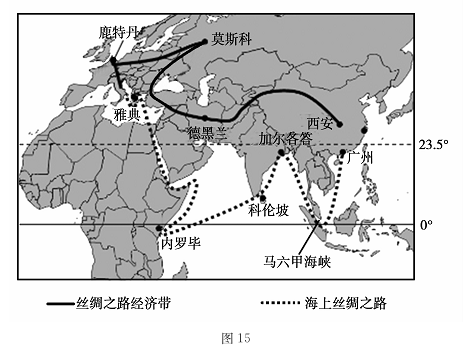 鹿特丹
莫斯科
雅典
德黑兰
西安
加尔各答
23.5°
广州
科伦坡
0°
内罗毕
马六甲海峡
丝绸之路经济带
海上丝绸之路
图 15